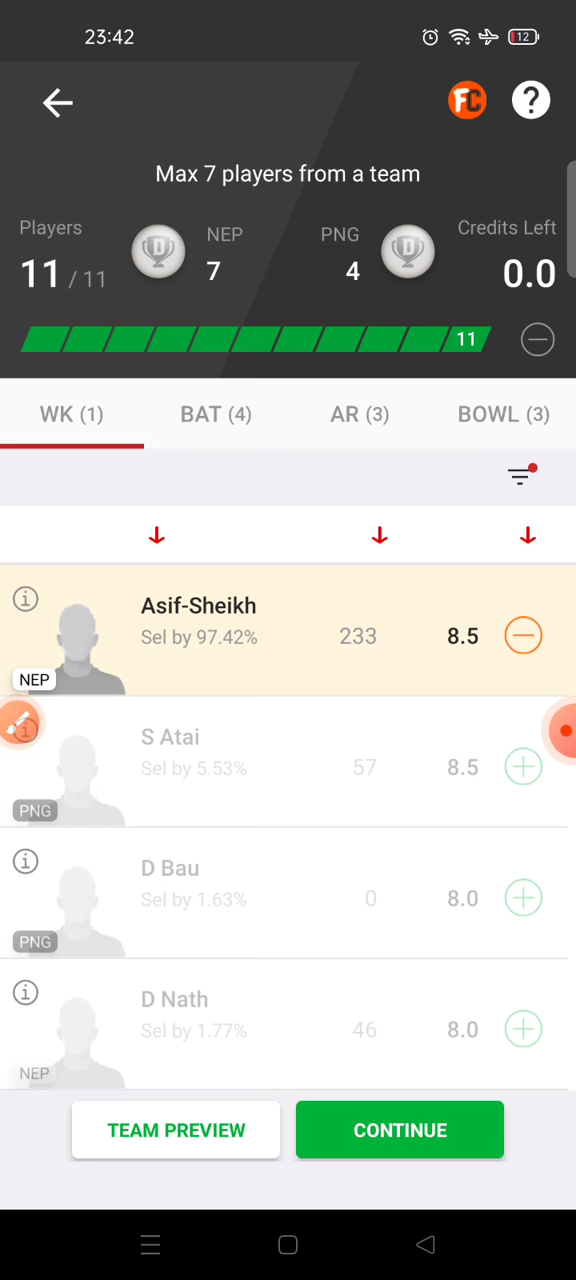 23:42
12
FC
?
Max 7 players from a team
Players
NEP
PNG
Credits Left
11 / 11
D
7
4
D
0.0
11
WK (1)
BAT (4)
AR (3)
BOWL (3)
Asif-Sheikh
Sel by 97.42%
233
8.5
NEP
S Atai
Sel by 5.53%
57
8.5
PNG
D Bau
Sel by 1.63%
0
8.0
PNG
D Nath
Sel by 1.77%
46
8.0
NEP
TEAM PREVIEW
CONTINUE